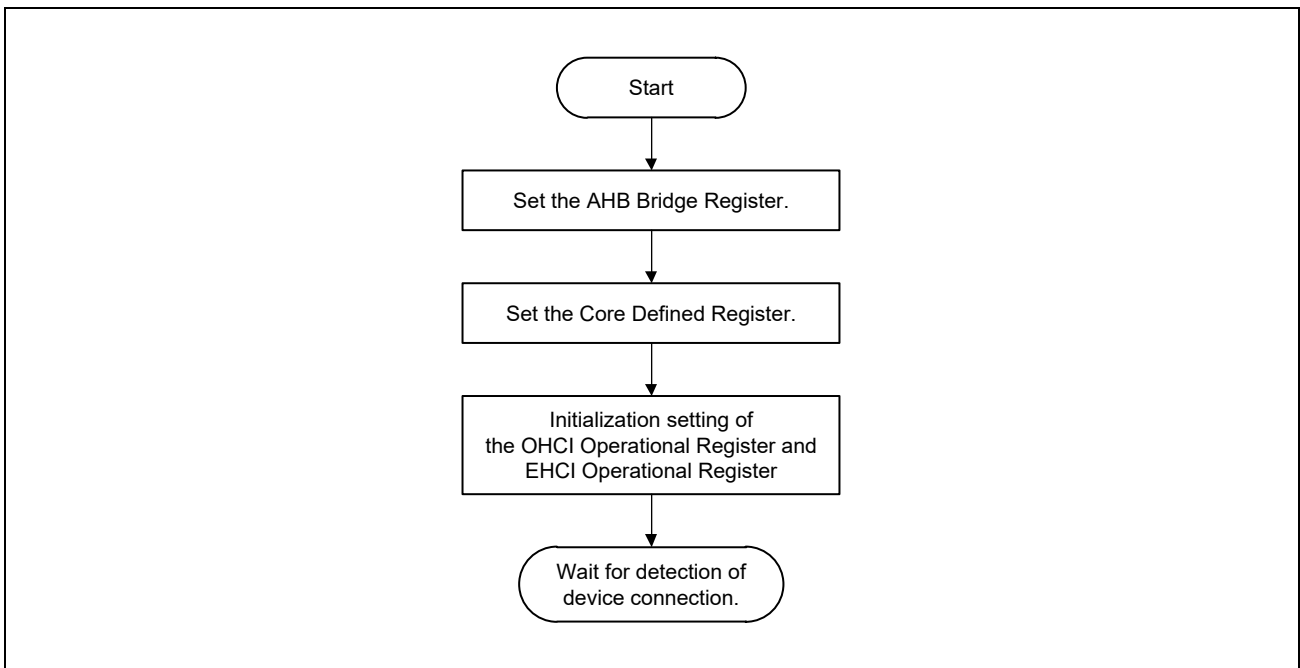 Start
Set the AHB Bridge Register.
Set the Core Defined Register.
Initialization setting of
the OHCI Operational Register and
EHCI Operational Register
Wait for detection of
device connection.